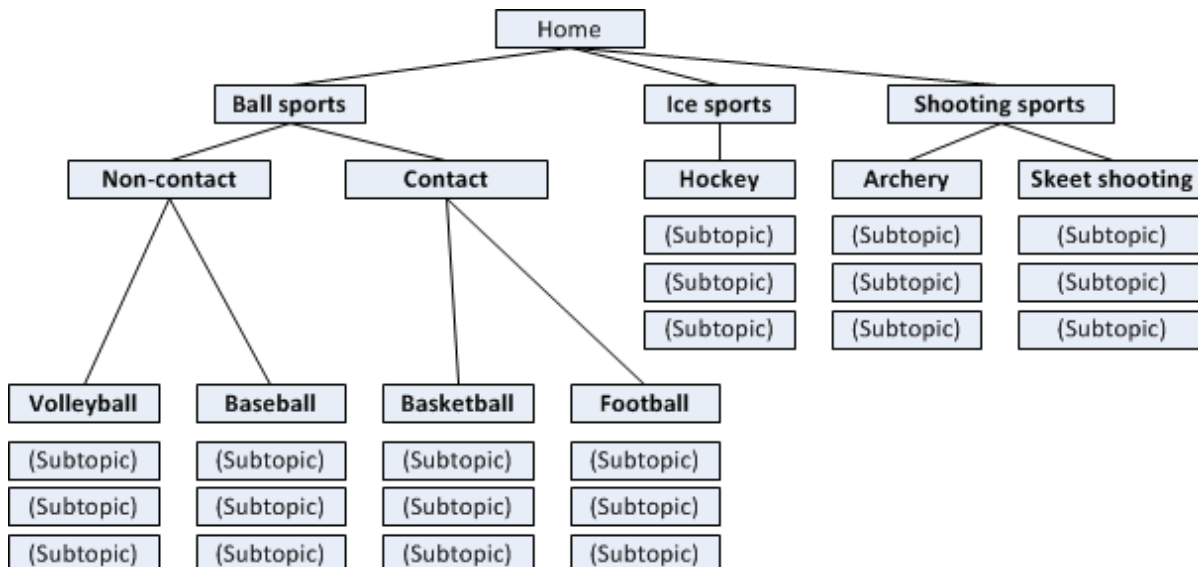 Home
Ball sports Ice sports Shooting sports
Non-contact Contact Hockey Archery Skeet shooting
(Subtopic) (Subtopic) (Subtopic)
(Subtopic) (Subtopic) (Subtopic)
(Subtopic) (Subtopic) (Subtopic)
Volleyball Baseball Basketball Football
(Subtopic) (Subtopic) (Subtopic) (Subtopic)
(Subtopic) (Subtopic) (Subtopic) (Subtopic)
(Subtopic) (Subtopic) (Subtopic) (Subtopic)